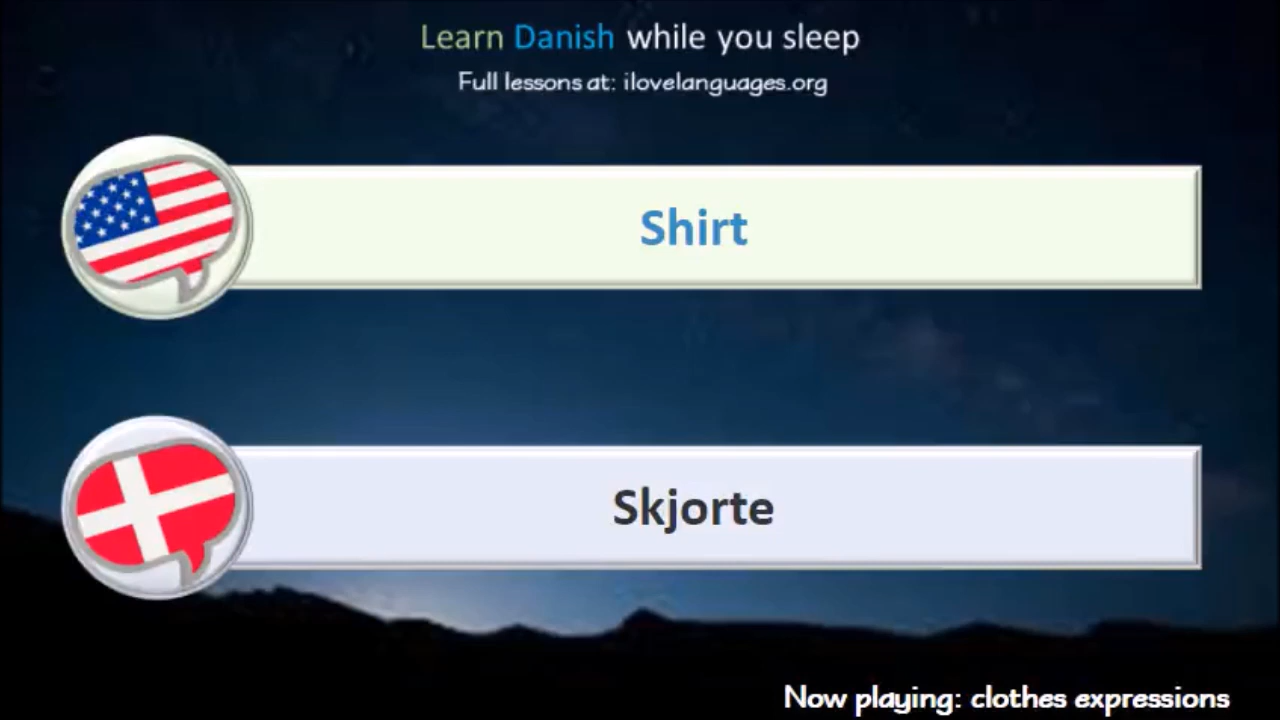 Learn Danish while you sleep
Full lessons at: ilovelanguages.org
Shirt
Skjorte
Now playing: clothes expressions